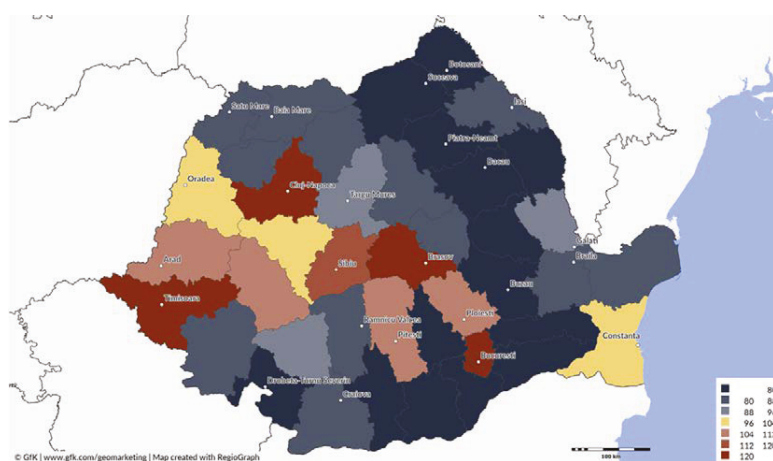 Botosani
Suceava
Satu Mare
Baia Mare
Iasi
Piatra-Neamt
Bacau
Oradea
Cluj-Napoca
Targu Mures
Galati
Braila
Arad
Sibiu
Brasov
Timisoara
Buzau
Ramnicu Valcea
Ploiesti
Pitesti
Constanta
Bucuresti
Drobeta-Turnu Severin
Craiova
80
80
88
96
104
104
112
120
100 km
© GfK | www.gfk.com/geomarketing | Map created with RegioGraph